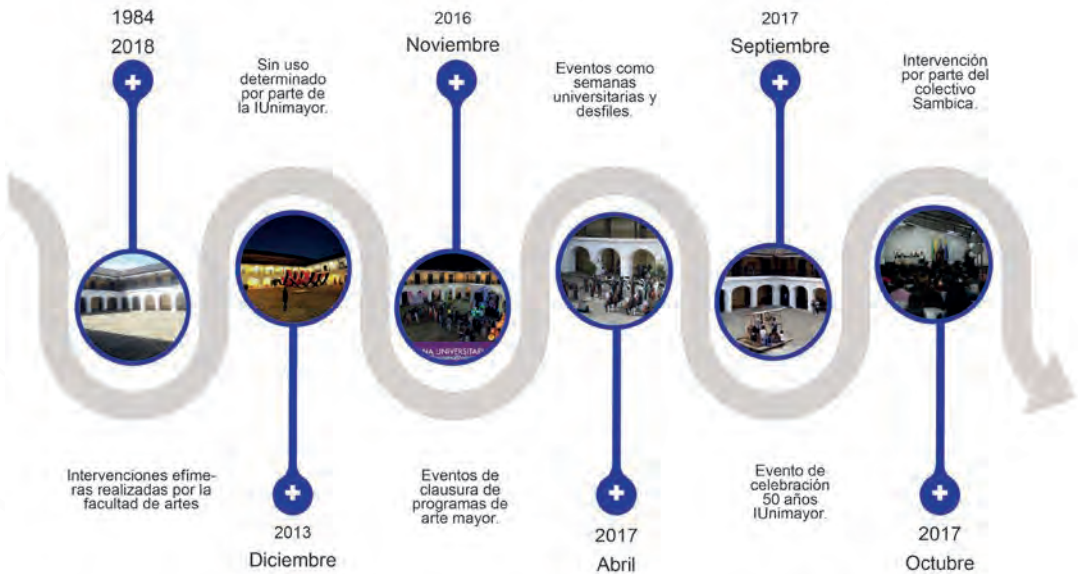 1984
2018
Sin uso
determinado
por parte de
la IUnimayor.
2016
Noviembre
Eventos como
semanas
universitarias y
desfiles.
2017
Septiembre
Intervención
por parte del
colectivo
Sambica.
NA UNIVERSITAR
Intervenciones efíme-
ras realizadas por la
facultad de artes
2013
Diciembre
Eventos de
clausura de
programas de
arte mayor.
2017
Abril
Evento de
celebración
50 años
IUnimayor.
2017
Octubre